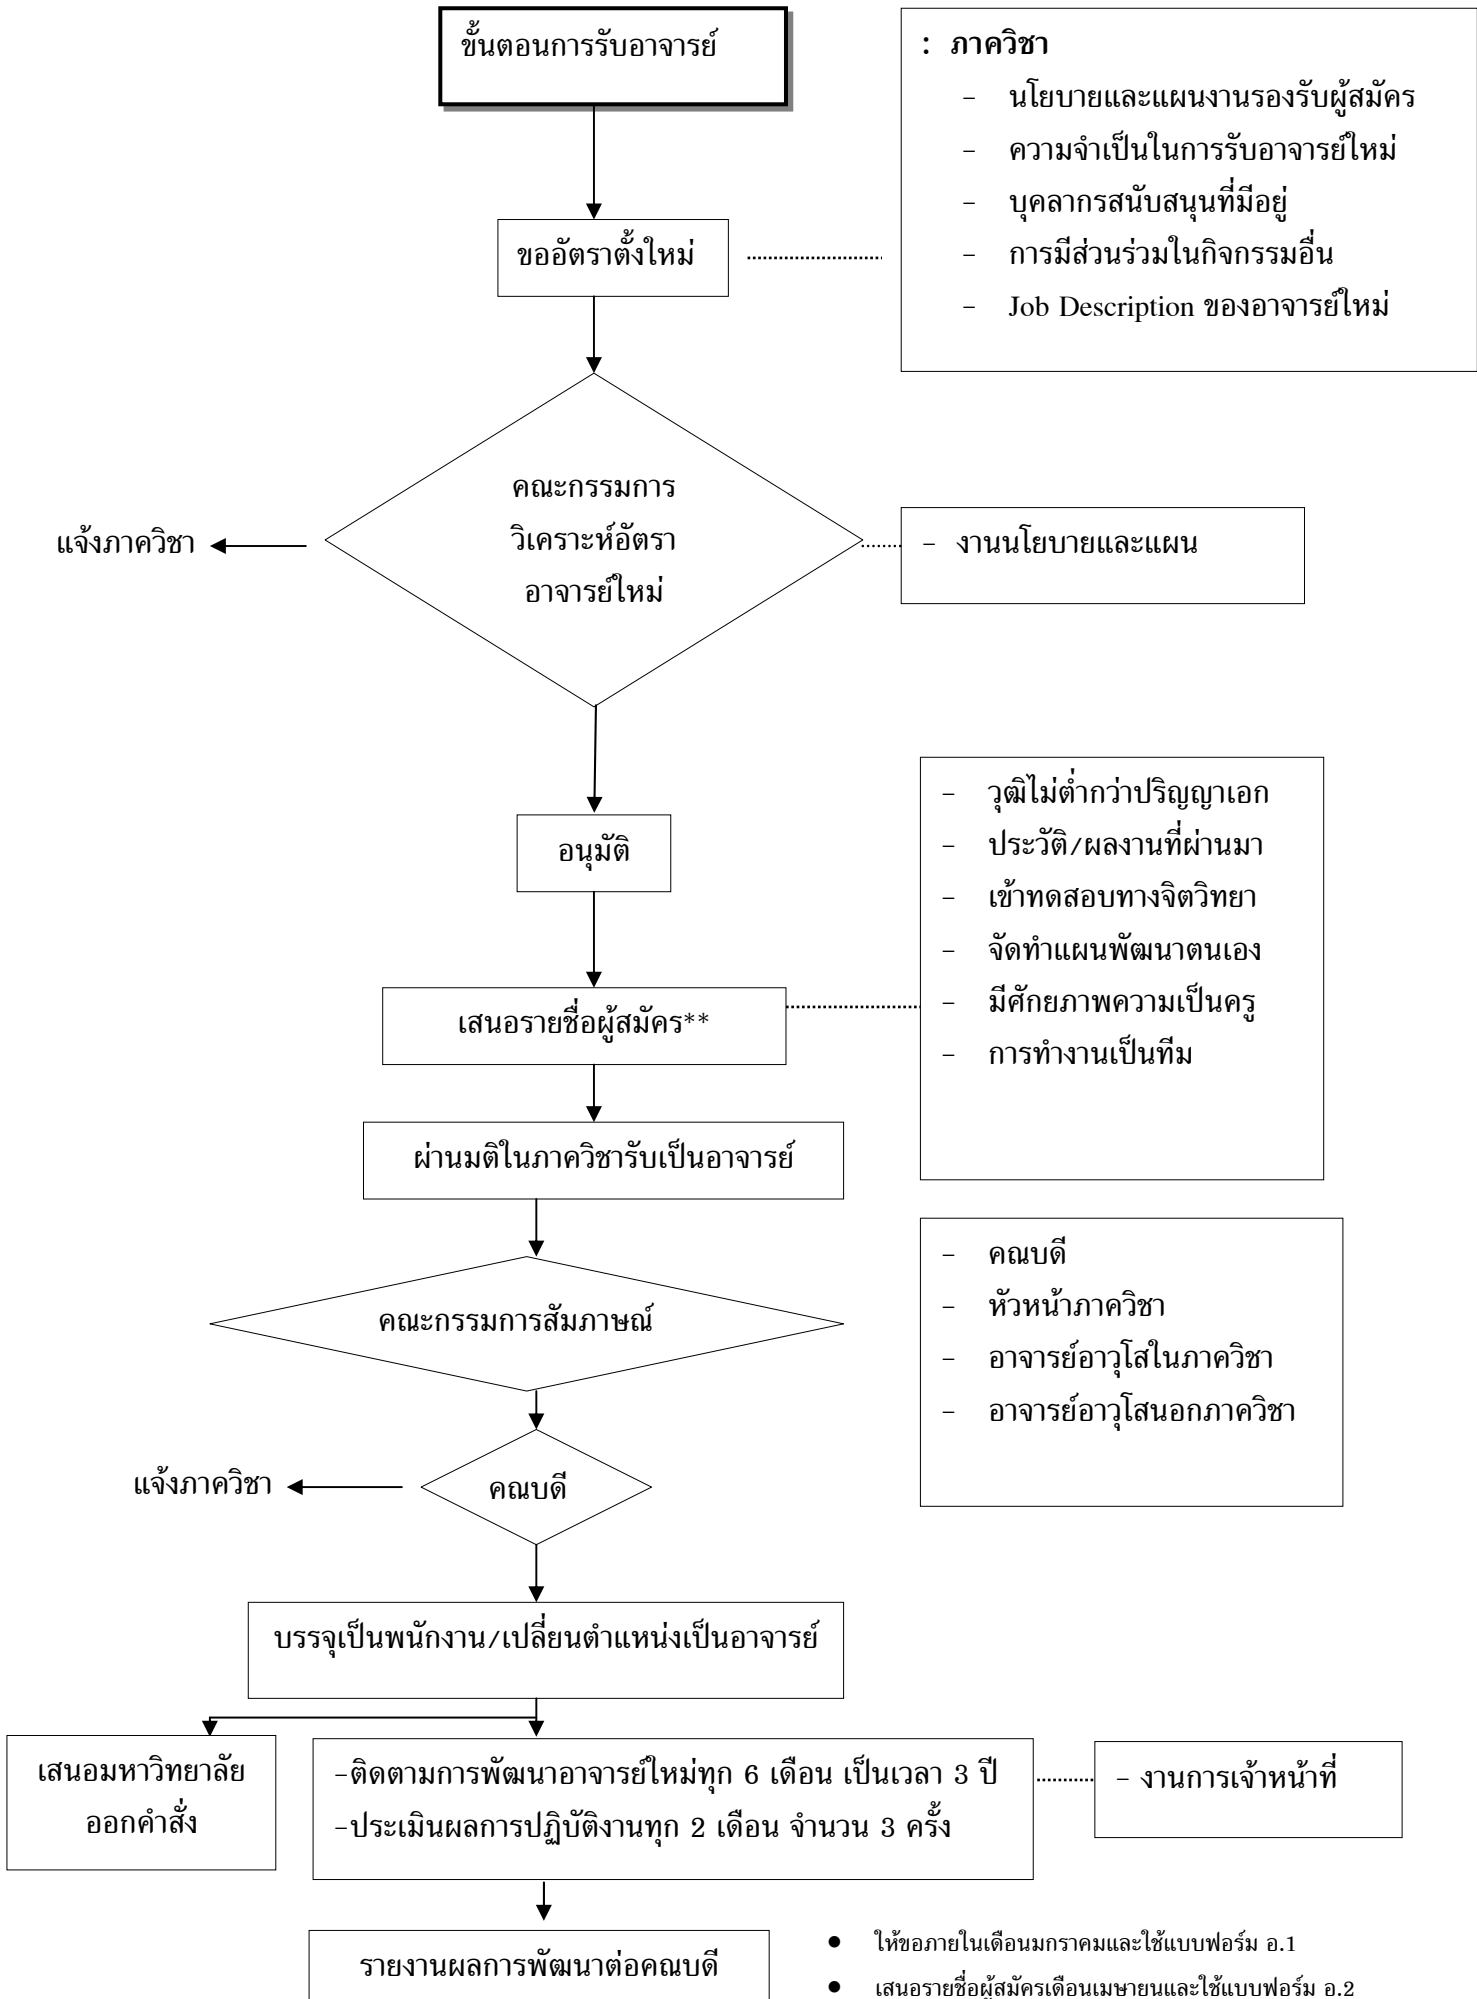 ขั้นตอนการรับอาจารย์
: ภาควิชา
- นโยบายและแผนงานรองรับผู้สมัคร
- ความจำเป็นในการรับอาจารย์ใหม่
- บุคลากรสนับสนุนที่มีอยู่
- การมีส่วนร่วมในกิจกรรมอื่น
- Job Description ของอาจารย์ใหม่
ขออัตราตั้งใหม่
คณะกรรมการ
วิเคราะห์อัตรา
อาจารย์ใหม่
แจ้งภาควิชา
- งานนโยบายและแผน
อนุมัติ
- วุฒิไม่ต่ำกว่าปริญญาเอก
- ประวัติ/ผลงานที่ผ่านมา
- เข้าทดสอบทางจิตวิทยา
- จัดทำแผนพัฒนาตนเอง
- มีศักยภาพความเป็นครู
- การทำงานเป็นทีม
เสนอรายชื่อผู้สมัคร**
ผ่านมติในภาควิชารับเป็นอาจารย์
คณะกรรมการสัมภาษณ์
- คณบดี
- หัวหน้าภาควิชา
- อาจารย์อาวุโสในภาควิชา
- อาจารย์อาวุโสนอกภาควิชา
แจ้งภาควิชา
คณบดี
บรรจุเป็นพนักงาน/เปลี่ยนตำแหน่งเป็นอาจารย์
เสนอมหาวิทยาลัย
ออกคำสั่ง
-ติดตามการพัฒนาอาจารย์ใหม่ทุก 6 เดือน เป็นเวลา 3 ปี
-ประเมินผลการปฏิบัติงานทุก 2 เดือน จำนวน 3 ครั้ง
- งานการเจ้าหน้าที่
รายงานผลการพัฒนาต่อคณบดี
● ให้ขอภายในเดือนมกราคมและใช้แบบฟอร์ม อ.1
● เสนอรายชื่อผู้สมัครเดือนเมษายนและใช้แบบฟอร์ม อ.2